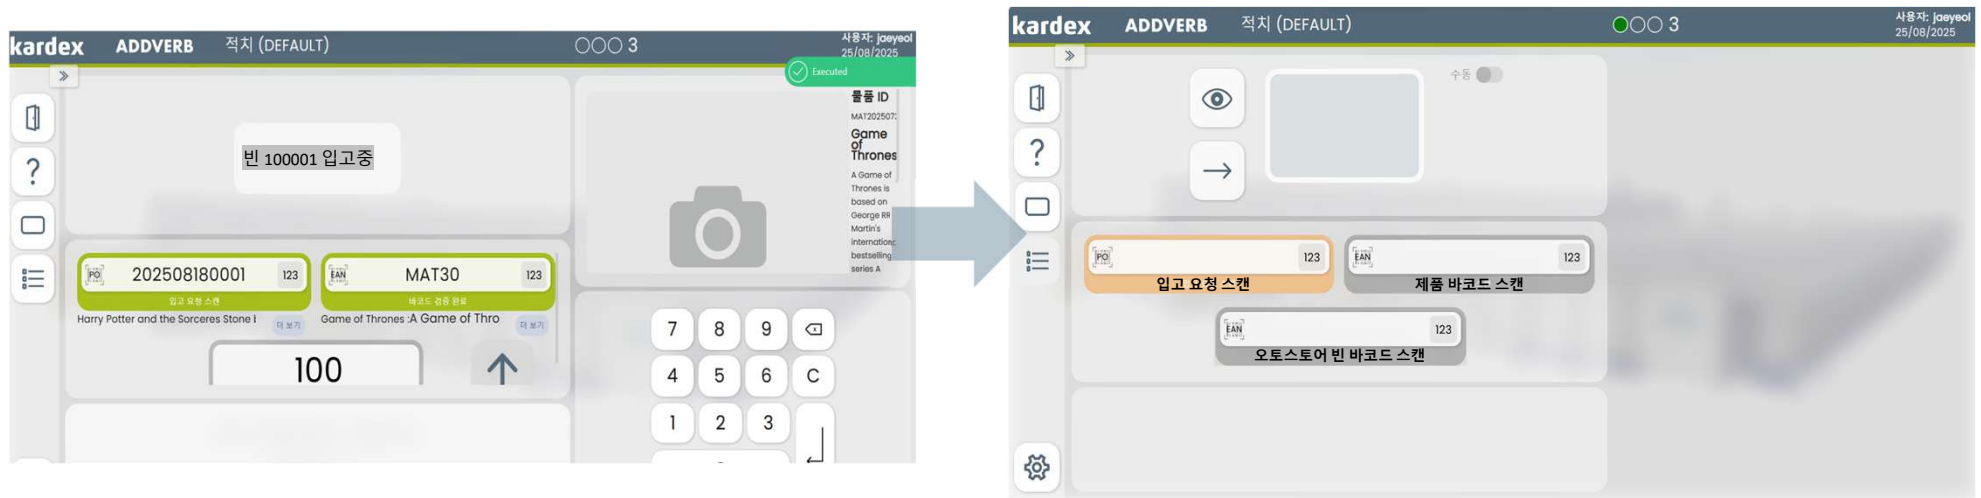 kardex ADDVERB 적치 (DEFAULT) 3 사용자: jaeyeol
25/08/2025
Executed
물품 ID
MAT202507
Game
of
Thrones
A Game of
Thrones is
based on
George RR
Martin's
internationa
bestselling
series A
빈 100001 입고중
PO 202508180001 123
입고 요청 스캔
EAN MAT30 123
바코드 검증 완료
Harry Potter and the Sorceres Stone 더 보기
Game of Thrones :A Game of Thro 더 보기
100
7 8 9
4 5 6 C
1 2 3
kardex ADDVERB 적치 (DEFAULT) 3 사용자: jaeyeol
25/08/2025
수동
PO 123
입고 요청 스캔
EAN 123
제품 바코드 스캔
EAN 123
오토스토어 빈 바코드 스캔